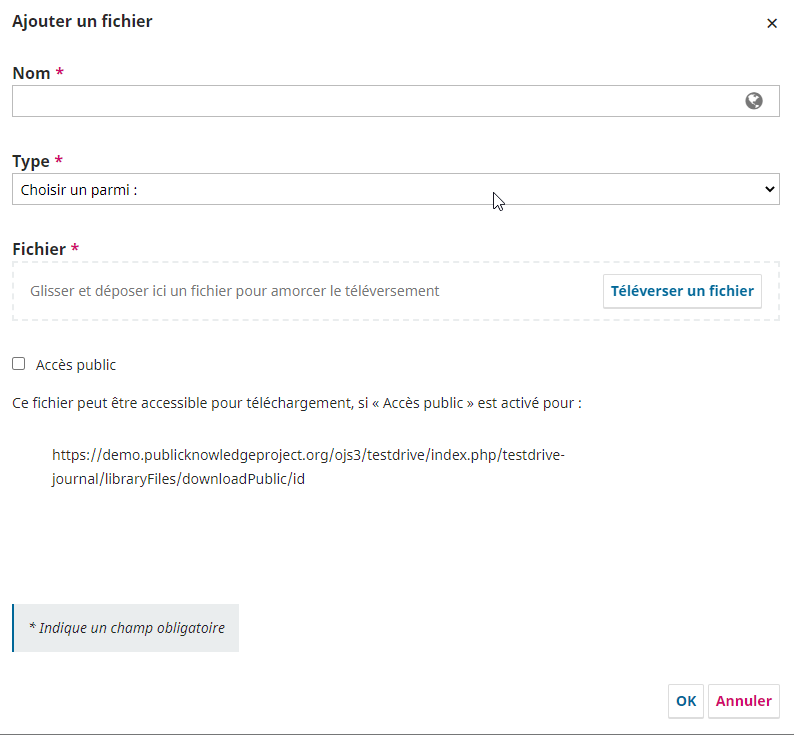 Ajouter un fichier
×
Nom *
Type *
Choisir un parmi :
Fichier *
Glisser et déposer ici un fichier pour amorcer le téléversement
Téléverser un fichier
Accès public
Ce fichier peut être accessible pour téléchargement, si « Accès public » est activé pour :
https://demo.publicknowledgeproject.org/ojs3/testdrive/index.php/testdrive-
journal/libraryFiles/downloadPublic/id
* Indique un champ obligatoire
OK
Annuler